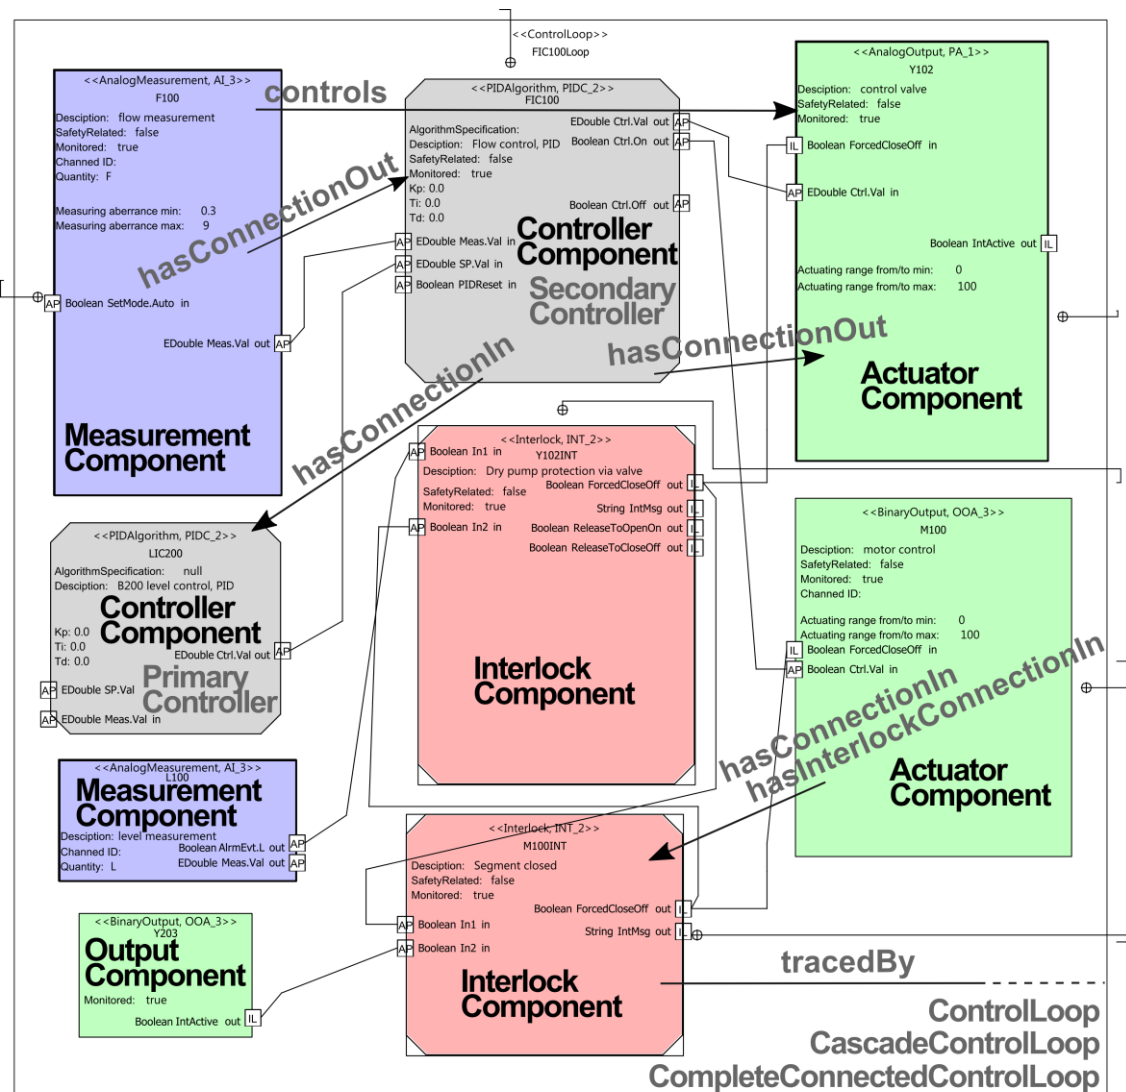 <<ControlLoop>>
FIC100Loop
<<AnalogMeasurement, AI_3>>
F100
Desciption: flow measurement
SafetyRelated: false
Monitored: true
Channed ID:
Quantity: F
Measuring aberrance min: 0.3
Measuring aberrance max: 9
AP Boolean SetMode.Auto in
EDouble Meas.Val out AP
Measurement
Component
controls
hasConnectionOut
<<PIDAlgorithm, PIDC_2>>
FIC100
EDouble Ctrl.Val out AP
AlgorithmSpecification:
Boolean Ctrl.On out AP
Desciption: Flow control, PID
SafetyRelated: false
Monitored: true
Kp: 0.0
Ti: 0.0
Boolean Ctrl.Off out AP
Td: 0.0
Controller
Component
AP EDouble Meas.Val in
AP EDouble SP.Val in
AP Boolean PIDReset in
Secondary
Controller
<<AnalogOutput, PA_1>>
Y102
Desciption: control valve
SafetyRelated: false
Monitored: true
IL Boolean ForcedCloseOff in
AP EDouble Ctrl.Val in
Boolean IntActive out IL
Actuating range from/to min: 0
Actuating range from/to max: 100
Actuator
Component
hasConnectionOut
hasConnectionIn
<<PIDAlgorithm, PIDC_2>>
LIC200
AlgorithmSpecification: null
Desciption: B200 level control, PID
Controller
Component
Kp: 0.0
Ti: 0.0
Td: 0.0
EDouble Ctrl.Val out AP
Primary
Controller
AP EDouble SP.Val
AP EDouble Meas.Val in
<<Interlock, INT_2>>
AP Boolean In1 in
Y102INT
Desciption: Dry pump protection via valve
Boolean ForcedCloseOff out IL
SafetyRelated: false
Monitored: true
String IntMsg out IL
AP Boolean In2 in
Boolean ReleaseToOpenOn out IL
Boolean ReleaseToCloseOff out IL
Interlock
Component
<<BinaryOutput, OOA_3>>
M100
Desciption: motor control
SafetyRelated: false
Monitored: true
Channed ID:
Actuating range from/to min: 0
Actuating range from/to max: 100
IL Boolean ForcedCloseOff in
AP Boolean Ctrl.Val in
Actuator
Component
hasConnectionIn
hasInterlockConnectionIn
<<AnalogMeasurement, AI_3>>
L100
Measurement
Component
Desciption: level measurement
Boolean AlrmEvt.L out AP
Channed ID:
EDouble Meas.Val out AP
Quantity: L
<<BinaryOutput, OOA_3>>
Y203
Output
Component
Monitored: true
Boolean IntActive out IL
<<Interlock, INT_2>>
M100INT
Desciption: Segment closed
SafetyRelated: false
Monitored: true
Boolean ForcedCloseOff out IL
AP Boolean In1 in
String IntMsg out IL
AP Boolean In2 in
Interlock
Component
tracedBy
ControlLoop
CascadeControlLoop
CompleteConnectedControlLoop